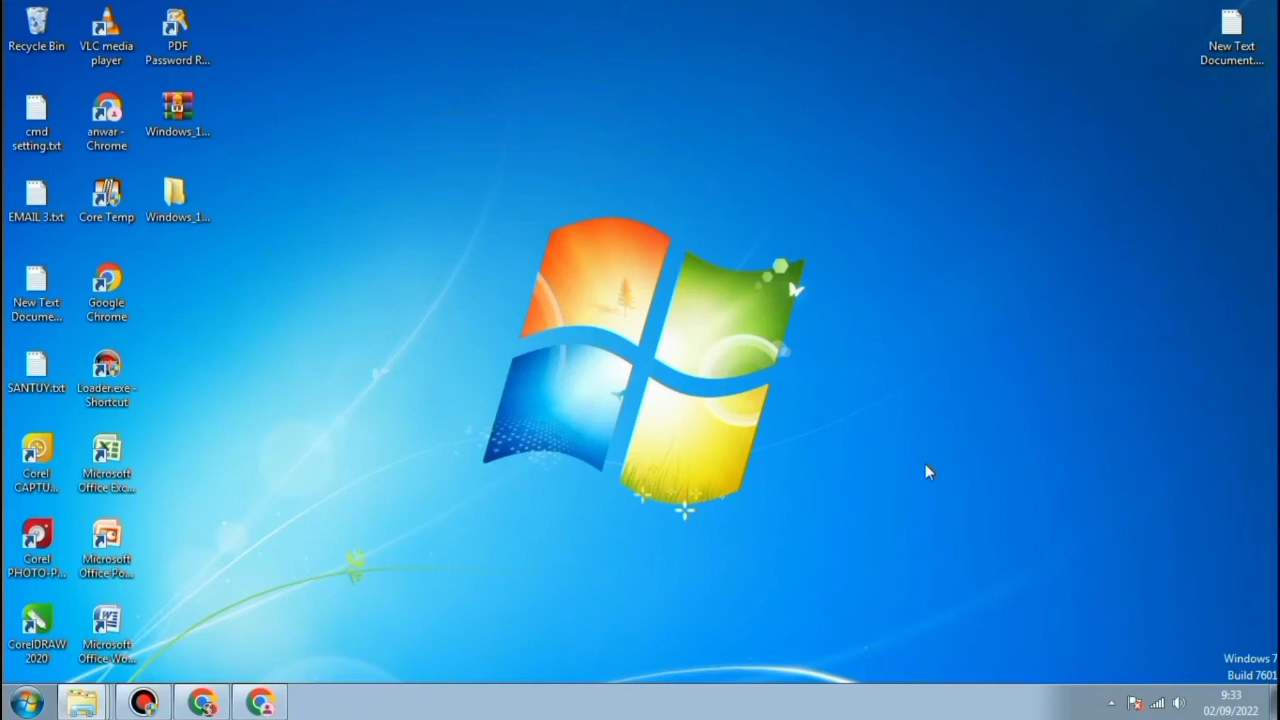 Recycle Bin
VLC media
player
PDF
Password R...
New Text
Document....
cmd
setting.txt
anwar -
Chrome
Windows_1...
EMAIL 3.txt
Core Temp
Windows_1...
New Text
Docume...
Google
Chrome
SANTUY.txt
Loader.exe -
Shortcut
Corel
CAPTU...
Microsoft
Office Exc...
Corel
PHOTO-P...
Microsoft
Office Po...
CorelDRAW
2020
Microsoft
Office Wo...
Windows 7
Build 7601
9:33
02/09/2022